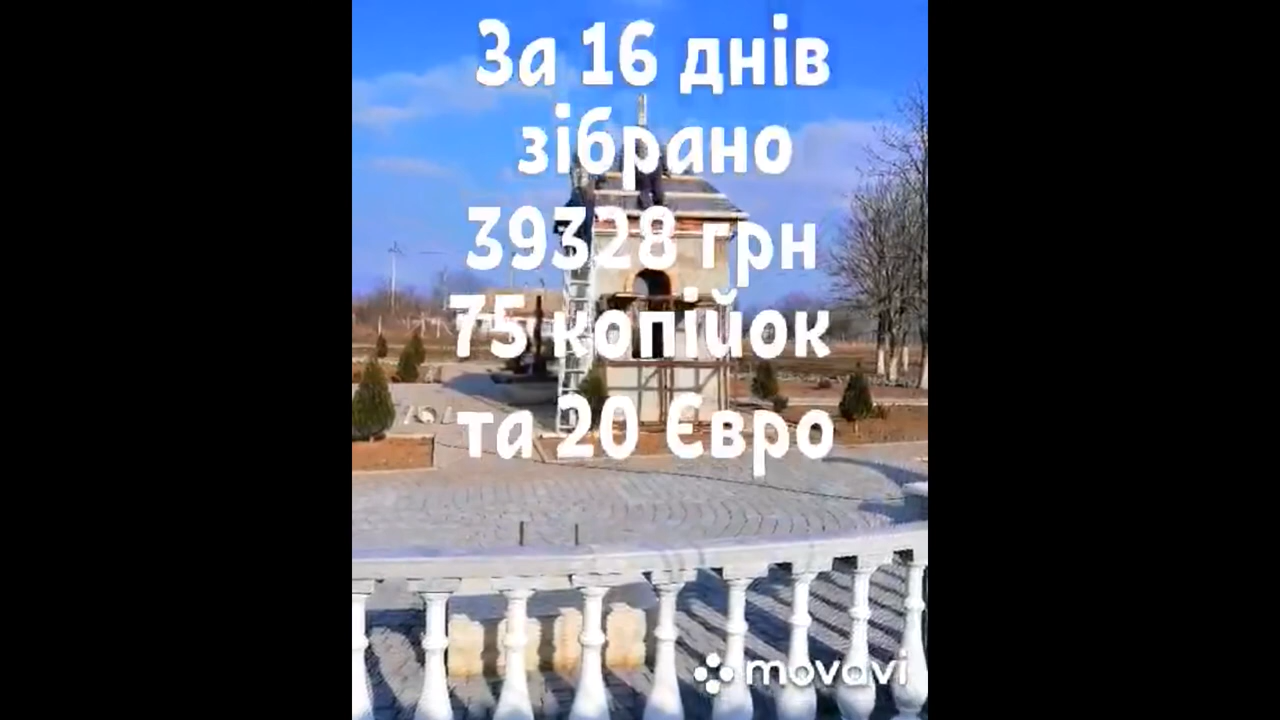 За 16 днів
зібрано
39328 грн
75 копійок
та 20 Євро
movavi